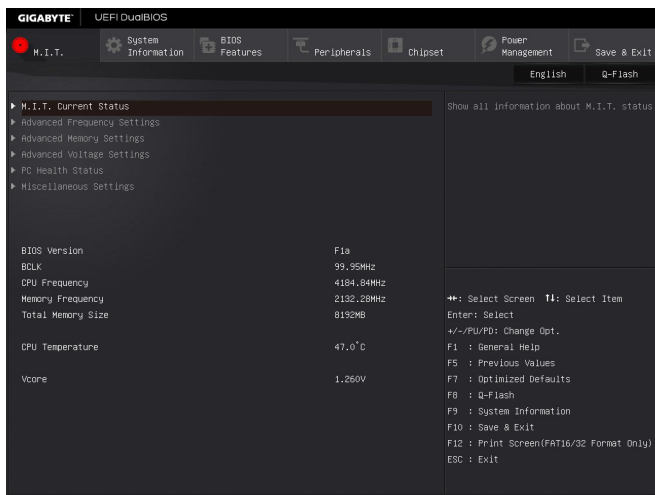 GIGABYTE™ UEFI DualBIOS
M.I.T.
System Information
BIOS Features
Peripherals
Chipset
Power Management
Save & Exit
English
Q-Flash
M.I.T. Current Status
Advanced Frequency Settings
Advanced Memory Settings
Advanced Voltage Settings
PC Health Status
Miscellaneous Settings
Show all information about M.I.T. status
BIOS Version F1a
BCLK 99.95MHz
CPU Frequency 4184.84MHz
Memory Frequency 2132.28MHz
Total Memory Size 8192MB
CPU Temperature 47.0°C
Vcore 1.260V
→←: Select Screen ↑↓: Select Item
Enter: Select
+/-/PU/PD: Change Opt.
F1 : General Help
F5 : Previous Values
F7 : Optimized Defaults
F8 : Q-Flash
F9 : System Information
F10 : Save & Exit
F12 : Print Screen(FAT16/32 Format Only)
ESC : Exit